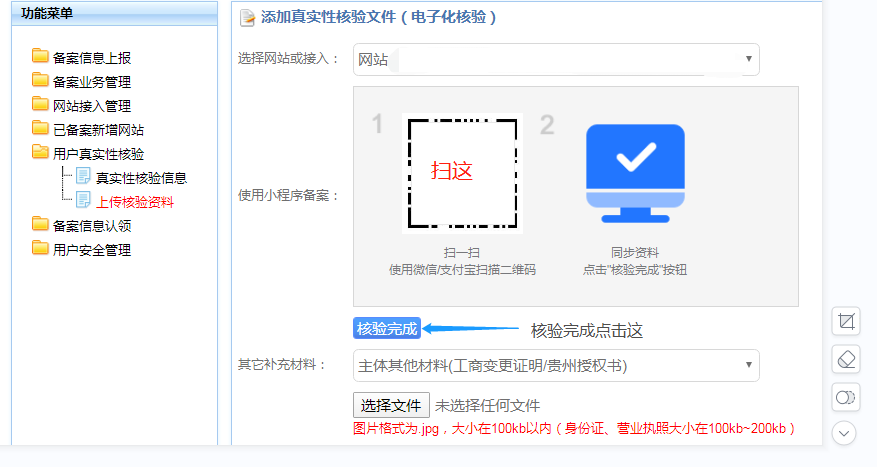 功能菜单
备案信息上报
备案业务管理
网站接入管理
已备案新增网站
用户真实性核验
真实性核验信息
上传核验资料
备案信息认领
用户安全管理
添加真实性核验文件（电子化核验）
选择网站或接入：
网站
使用小程序备案：
1
扫这
扫一扫
使用微信/支付宝扫描二维码
2
同步资料
点击"核验完成"按钮
核验完成
核验完成点击这
其它补充材料：
主体其他材料(工商变更证明/贵州授权书)
选择文件 未选择任何文件
图片格式为.jpg，大小在100kb以内（身份证、营业执照大小在100kb~200kb）